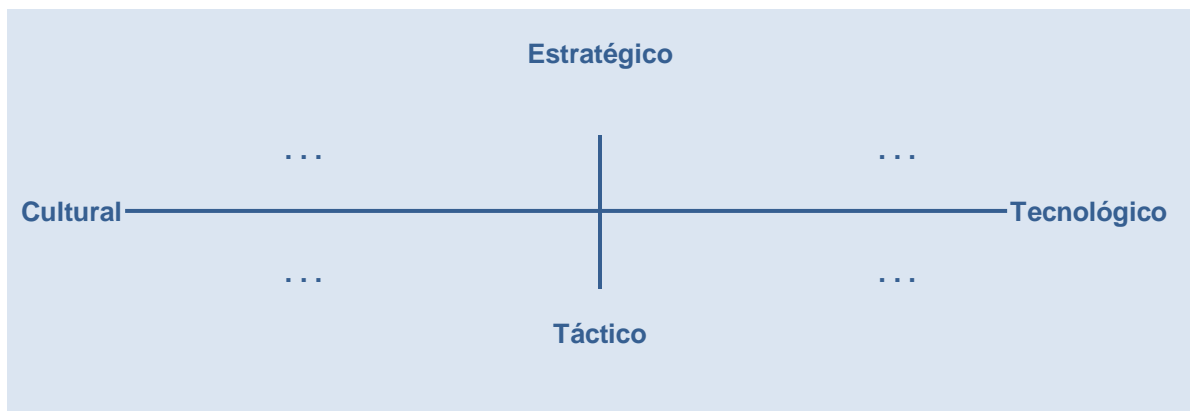 Estratégico
. . . . . .
Cultural Tecnológico
. . . . . .
Táctico